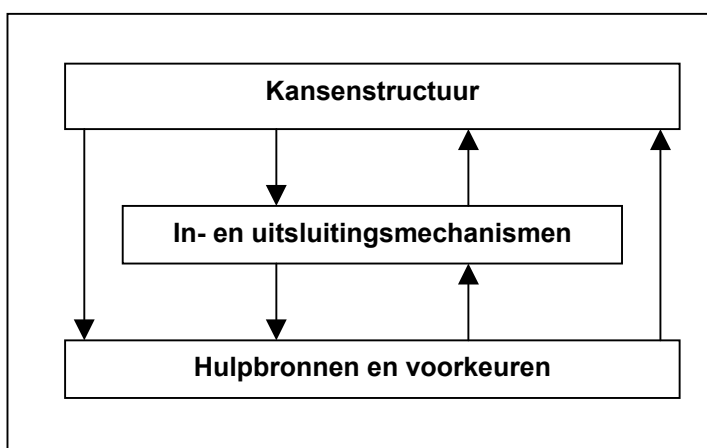 Kansenstructuur
In- en uitsluitingsmechanismen
Hulpbronnen en voorkeuren